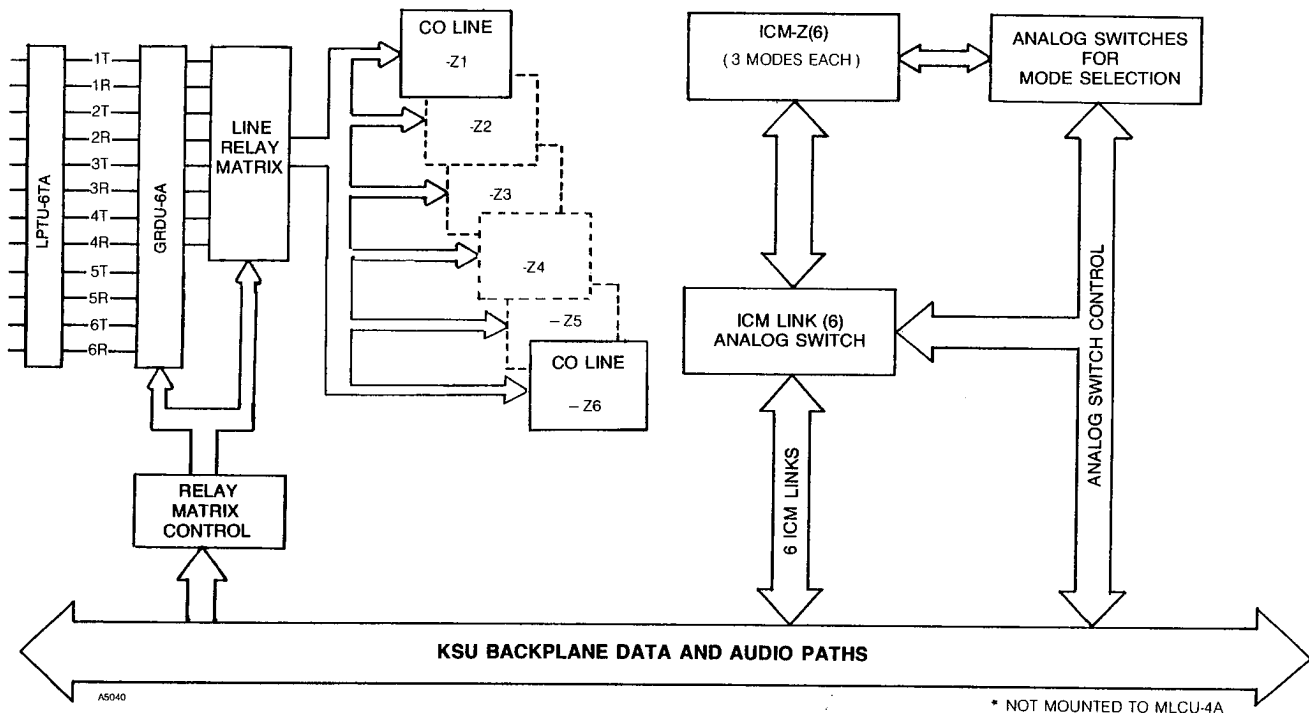 LPTU-6TA
1T
1R
2T
2R
3T
3R
4T
4R
5T
5R
6T
6R
GRDU-6A
LINE
RELAY
MATRIX
CO LINE
-Z1
-Z2
-Z3
-Z4
– Z5
CO LINE
– Z6
RELAY
MATRIX
CONTROL
ICM-Z(6)
( 3 MODES EACH )
ANALOG SWITCHES
FOR
MODE SELECTION
ICM LINK (6)
ANALOG SWITCH
6 ICM LINKS
ANALOG SWITCH CONTROL
KSU BACKPLANE DATA AND AUDIO PATHS
A5040
* NOT MOUNTED TO MLCU-4A